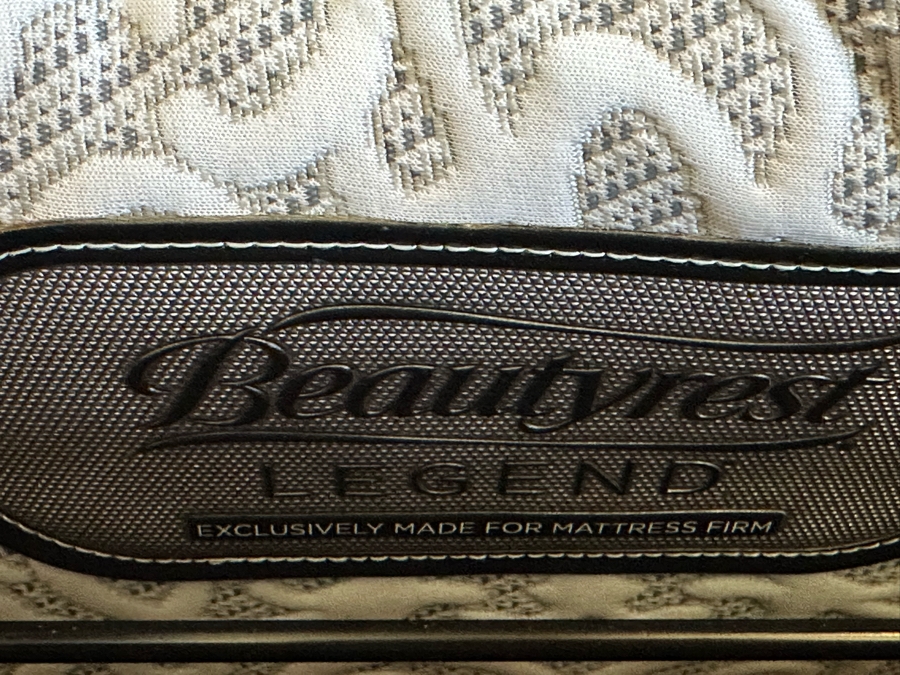 Beautyrest
LEGEND
EXCLUSIVELY MADE FOR MATTRESS FIRM